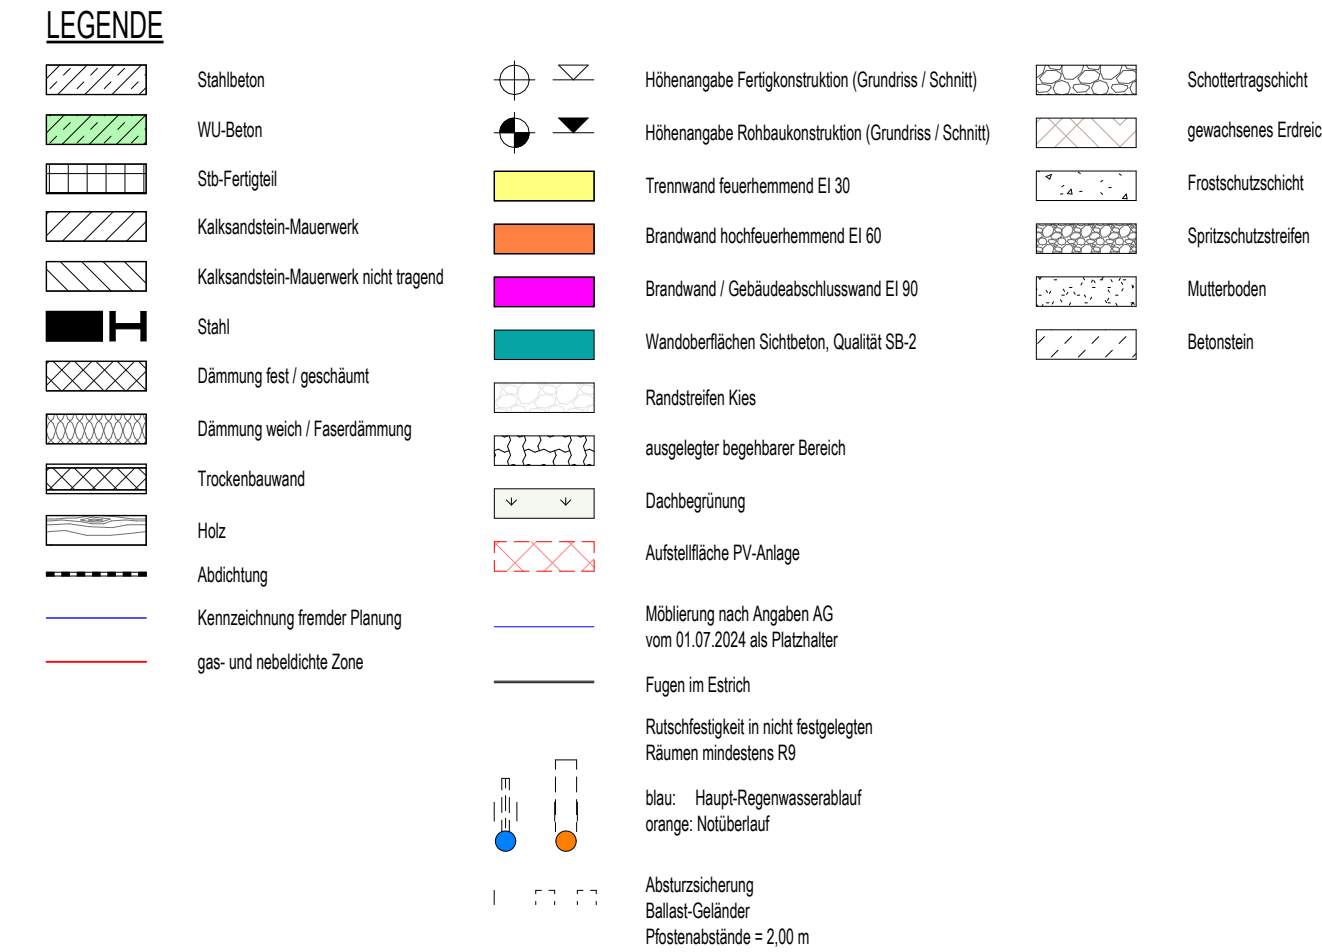 LEGENDE
Stahlbeton
WU-Beton
Stb-Fertigteil
Kalksandstein-Mauerwerk
Kalksandstein-Mauerwerk nicht tragend
Stahl
Dämmung fest / geschäumt
Dämmung weich / Faserdämmung
Trockenbauwand
Holz
Abdichtung
Kennzeichnung fremder Planung
gas- und nebeldichte Zone
Höhenangabe Fertigkonstruktion (Grundriss / Schnitt)
Höhenangabe Rohbaukonstruktion (Grundriss / Schnitt)
Trennwand feuerhemmend EI 30
Brandwand hochfeuerhemmend EI 60
Brandwand / Gebäudeabschlusswand EI 90
Wandoberflächen Sichtbeton, Qualität SB-2
Randstreifen Kies
ausgelegter begehbarer Bereich
Dachbegrünung
Aufstellfläche PV-Anlage
Möblierung nach Angaben AG
vom 01.07.2024 als Platzhalter
Fugen im Estrich
Rutschfestigkeit in nicht festgelegten
Räumen mindestens R9
blau: Haupt-Regenwasserablauf
orange: Notüberlauf
Absturzsicherung
Ballast-Geländer
Pfostenabstände = 2,00 m
Schottertragschicht
gewachsenes Erdreic
Frostschutzschicht
Spritzschutzstreifen
Mutterboden
Betonstein